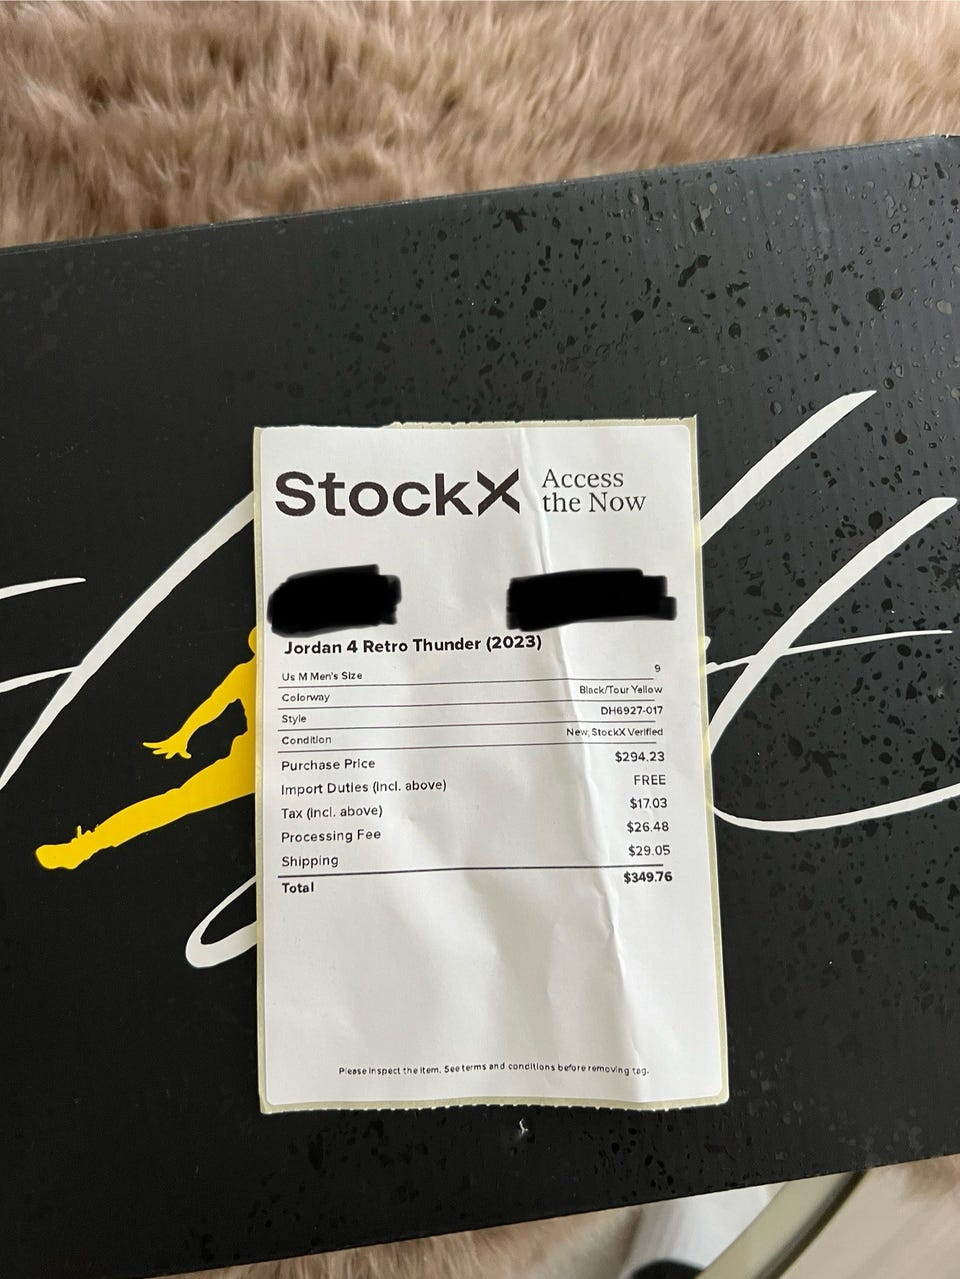 StockX Access
the Now
Jordan 4 Retro Thunder (2023)
Us M Men's Size 9
Colorway Black/Tour Yellow
Style DH6927-017
Condition New, StockX Verified
Purchase Price $294.23
Import Duties (Incl. above) FREE
Tax (Incl. above) $17.03
Processing Fee $26.48
Shipping $29.05
Total $349.76
Please inspect the item. See terms and conditions before removing tag.